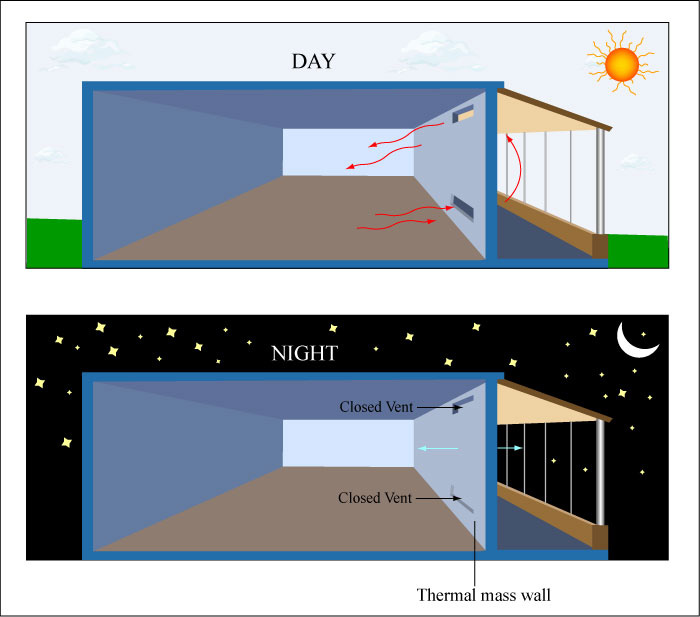 DAY
NIGHT
Closed Vent
Closed Vent
Thermal mass wall